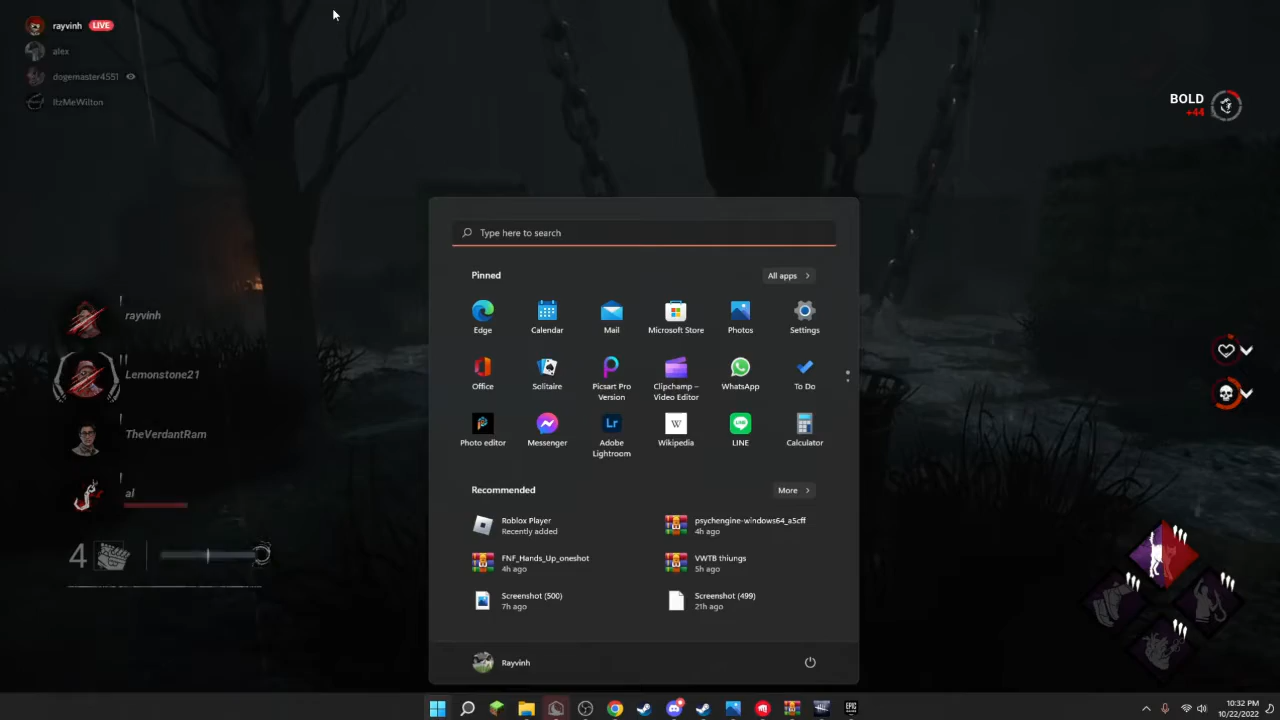 rayvinh LIVE
alex
dogemaster4551
ItzMeWilton
BOLD
+44
Type here to search
Pinned
All apps
Edge
Calendar
Mail
Microsoft Store
Photos
Settings
Office
Solitaire
Picsart Pro
Version
Clipchamp –
Video Editor
WhatsApp
To Do
Photo editor
Messenger
Lr
Adobe
Lightroom
W
Wikipedia
LINE
LINE
Calculator
Recommended
More
Roblox Player
Recently added
psychengine-windows64_a5cff
4h ago
FNF_Hands_Up_oneshot
4h ago
VWTB thiungs
5h ago
Screenshot (500)
7h ago
Screenshot (499)
21h ago
Rayvinh
rayvinh
Lemonstone21
TheVerdantRam
al
4
EPIC
10:32 PM
10/22/2022